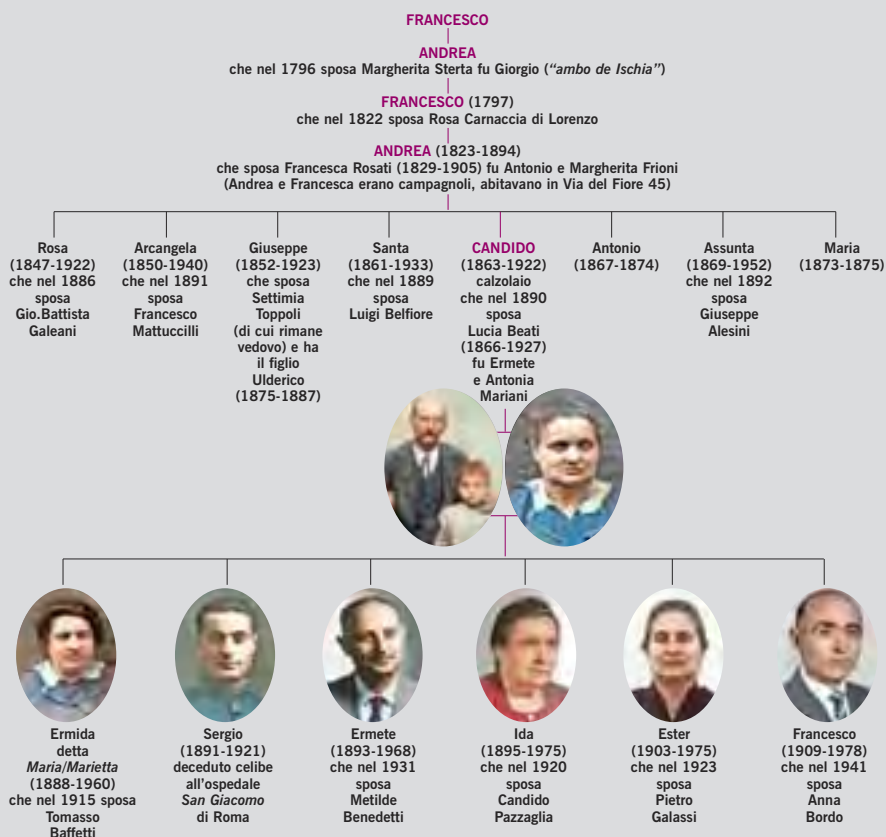 FRANCESCO
ANDREA
che nel 1796 sposa Margherita Sterta fu Giorgio (“ambo de Ischia”)
FRANCESCO (1797)
che nel 1822 sposa Rosa Carnaccia di Lorenzo
ANDREA (1823-1894)
che sposa Francesca Rosati (1829-1905) fu Antonio e Margherita Frioni
(Andrea e Francesca erano campagnoli, abitavano in Via del Fiore 45)
Rosa
(1847-1922)
che nel 1886
sposa
Gio.Battista
Galeani
Arcangela
(1850-1940)
che nel 1891
sposa
Francesco
Mattuccilli
Giuseppe
(1852-1923)
che sposa
Settimia
Toppoli
(di cui rimane
vedovo) e ha
il figlio
Ulderico
(1875-1887)
Santa
(1861-1933)
che nel 1889
sposa
Luigi Belfiore
CANDIDO
(1863-1922)
calzolaio
che nel 1890
sposa
Lucia Beati
(1866-1927)
fu Ermete
e Antonia
Mariani
Antonio
(1867-1874)
Assunta
(1869-1952)
che nel 1892
sposa
Giuseppe
Alesini
Maria
(1873-1875)
Ermida
detta
Maria/Marietta
(1888-1960)
che nel 1915 sposa
Tomasso
Baffetti
Sergio
(1891-1921)
deceduto celibe
all'ospedale
San Giacomo
di Roma
Ermete
(1893-1968)
che nel 1931
sposa
Metilde
Benedetti
Ida
(1895-1975)
che nel 1920
sposa
Candido
Pazzaglia
Ester
(1903-1975)
che nel 1923
sposa
Pietro
Galassi
Francesco
(1909-1978)
che nel 1941
sposa
Anna
Bordo